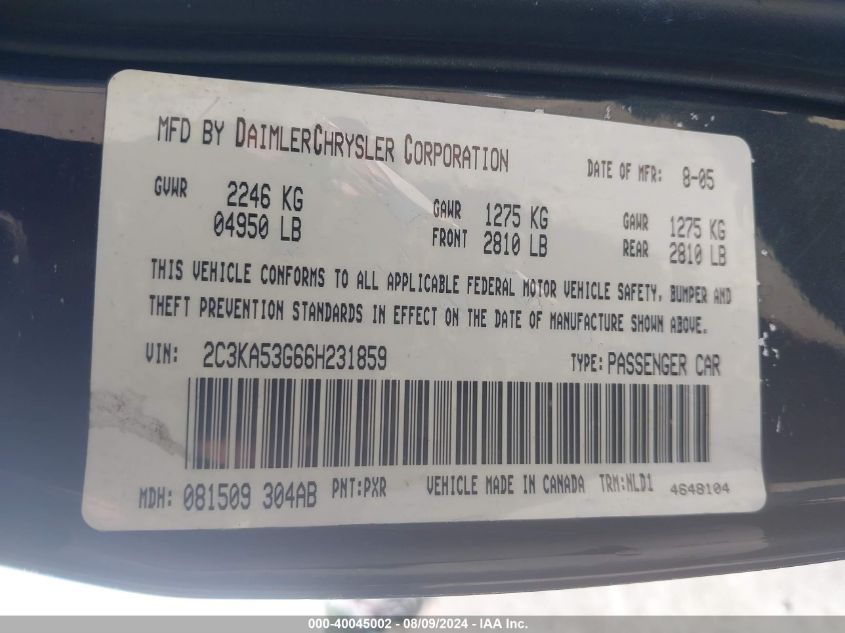 MFD BY DAIMLERCHRYSLER CORPORATION DATE OF MFR: 8-05
GVWR 2246 KG GAWR 1275 KG GAWR 1275 KG
04950 LB FRONT 2810 LB REAR 2810 LB
THIS VEHICLE CONFORMS TO ALL APPLICABLE FEDERAL MOTOR VEHICLE SAFETY, BUMPER AND
THEFT PREVENTION STANDARDS IN EFFECT ON THE DATE OF MANUFACTURE SHOWN ABOVE.
VIN: 2C3KA53G66H231859 TYPE: PASSENGER CAR
MDH: 081509 304AB PNT:PXR VEHICLE MADE IN CANADA TRM:NLD1 4648104
000-40045002 - 08/09/2024 - IAA Inc.